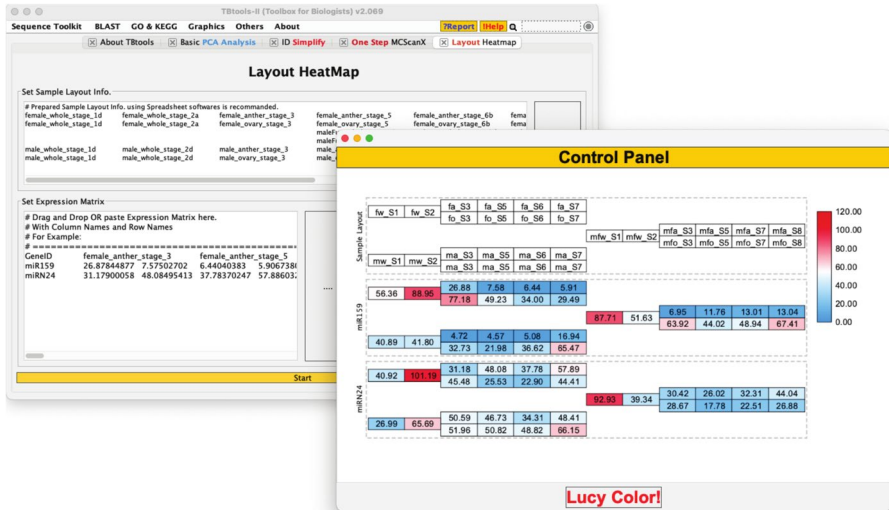 TBtools-II (Toolbox for Biologists) v2.069
Sequence Toolkit BLAST GO & KEGG Graphics Others About ?Report !Help
About TBtools Basic PCA Analysis ID Simplify One Step MCScanX Layout Heatmap
Layout HeatMap
Set Sample Layout Info.
# Prepared Sample Layout Info. using Spreadsheet softwares is recommanded.
female_whole_stage_1d female_whole_stage_2a female_anther_stage_3 female_anther_stage_5 female_anther_stage_6b fema
female_whole_stage_1d female_whole_stage_2a female_ovary_stage_3 female_ovary_stage_5 female_ovary_stage_6b fema
maleF
maleF
male_whole_stage_1d male_whole_stage_2d male_anther_stage_3 male_
male_whole_stage_1d male_whole_stage_2d male_ovary_stage_3 male_
Set Expression Matrix
# Drag and Drop OR paste Expression Matrix here.
# With Column Names and Row Names
# For Example:
GeneID female_anther_stage_3 female_anther_stage_5
miR159 26.87844877 7.57502702 6.44040383 5.9067380
miRN24 31.17900058 48.08495413 37.78370247 57.886032
....
Start
Control Panel
Sample Layout
fa_S3 fa_S5 fa_S6 fa_S7
fw_S1 fw_S2
fo_S3 fo_S5 fo_S6 fo_S7
mfa_S3 mfa_S5 mfa_S7 mfa_S8
mfw_S1 mfw_S2
mfo_S3 mfo_S5 mfo_S7 mfo_S8
ma_S3 ma_S5 ma_S6 ma_S7
mw_S1 mw_S2
ma_S3 ma_S5 ma_S6 ma_S7
miR159
26.88 7.58 6.44 5.91
56.36 88.95
77.18 49.23 34.00 29.49
6.95 11.76 13.01 13.04
87.71 51.63
63.92 44.02 48.94 67.41
4.72 4.57 5.08 16.94
40.89 41.80
32.73 21.98 36.62 65.47
miRN24
31.18 48.08 37.78 57.89
40.92 101.19
45.48 25.53 22.90 44.41
30.42 26.02 32.31 44.04
92.93 39.34
28.67 17.78 22.51 26.88
50.59 46.73 34.31 48.41
26.99 65.69
51.96 50.82 48.82 66.15
120.00
100.00
80.00
60.00
40.00
20.00
0.00
Lucy Color!